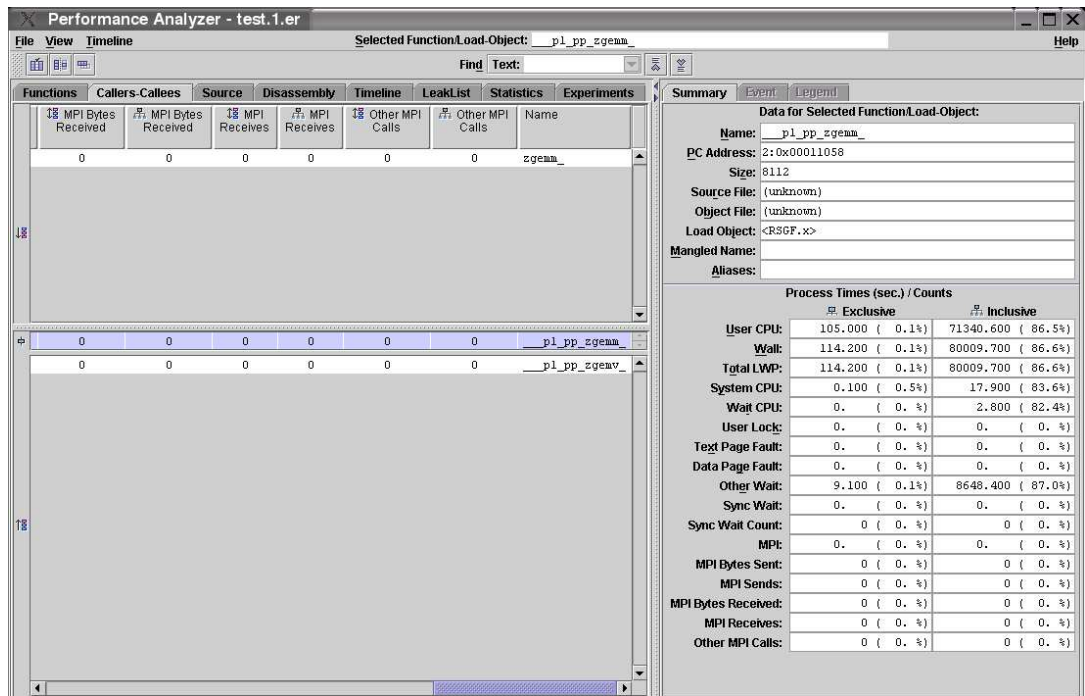 Performance Analyzer - test.1.er
File View Timeline Selected Function/Load-Object: ___pl_pp_zgemm_ Help
Find Text:
Functions Callers-Callees Source Disassembly Timeline LeakList Statistics Experiments
MPI Bytes Received MPI Bytes Received MPI Receives MPI Receives Other MPI Calls Other MPI Calls Name
0 0 0 0 0 0 zgemm_
0 0 0 0 0 0 ___pl_pp_zgemm_
0 0 0 0 0 0 ___pl_pp_zgemv_
Summary Event Legend
Data for Selected Function/Load-Object:
Name: ___pl_pp_zgemm_
PC Address: 2:0x00011058
Size: 8112
Source File: (unknown)
Object File: (unknown)
Load Object: <RSGF.x>
Mangled Name:
Aliases:
Process Times (sec.) / Counts
Exclusive Inclusive
User CPU: 105.000 ( 0.1%) 71340.600 ( 86.5%)
Wall: 114.200 ( 0.1%) 80009.700 ( 86.6%)
Total LWP: 114.200 ( 0.1%) 80009.700 ( 86.6%)
System CPU: 0.100 ( 0.5%) 17.900 ( 83.6%)
Wait CPU: 0. ( 0. %) 2.800 ( 82.4%)
User Lock: 0. ( 0. %) 0. ( 0. %)
Text Page Fault: 0. ( 0. %) 0. ( 0. %)
Data Page Fault: 0. ( 0. %) 0. ( 0. %)
Other Wait: 9.100 ( 0.1%) 8648.400 ( 87.0%)
Sync Wait: 0. ( 0. %) 0. ( 0. %)
Sync Wait Count: 0 ( 0. %) 0 ( 0. %)
MPI: 0. ( 0. %) 0. ( 0. %)
MPI Bytes Sent: 0 ( 0. %) 0 ( 0. %)
MPI Sends: 0 ( 0. %) 0 ( 0. %)
MPI Bytes Received: 0 ( 0. %) 0 ( 0. %)
MPI Receives: 0 ( 0. %) 0 ( 0. %)
Other MPI Calls: 0 ( 0. %) 0 ( 0. %)